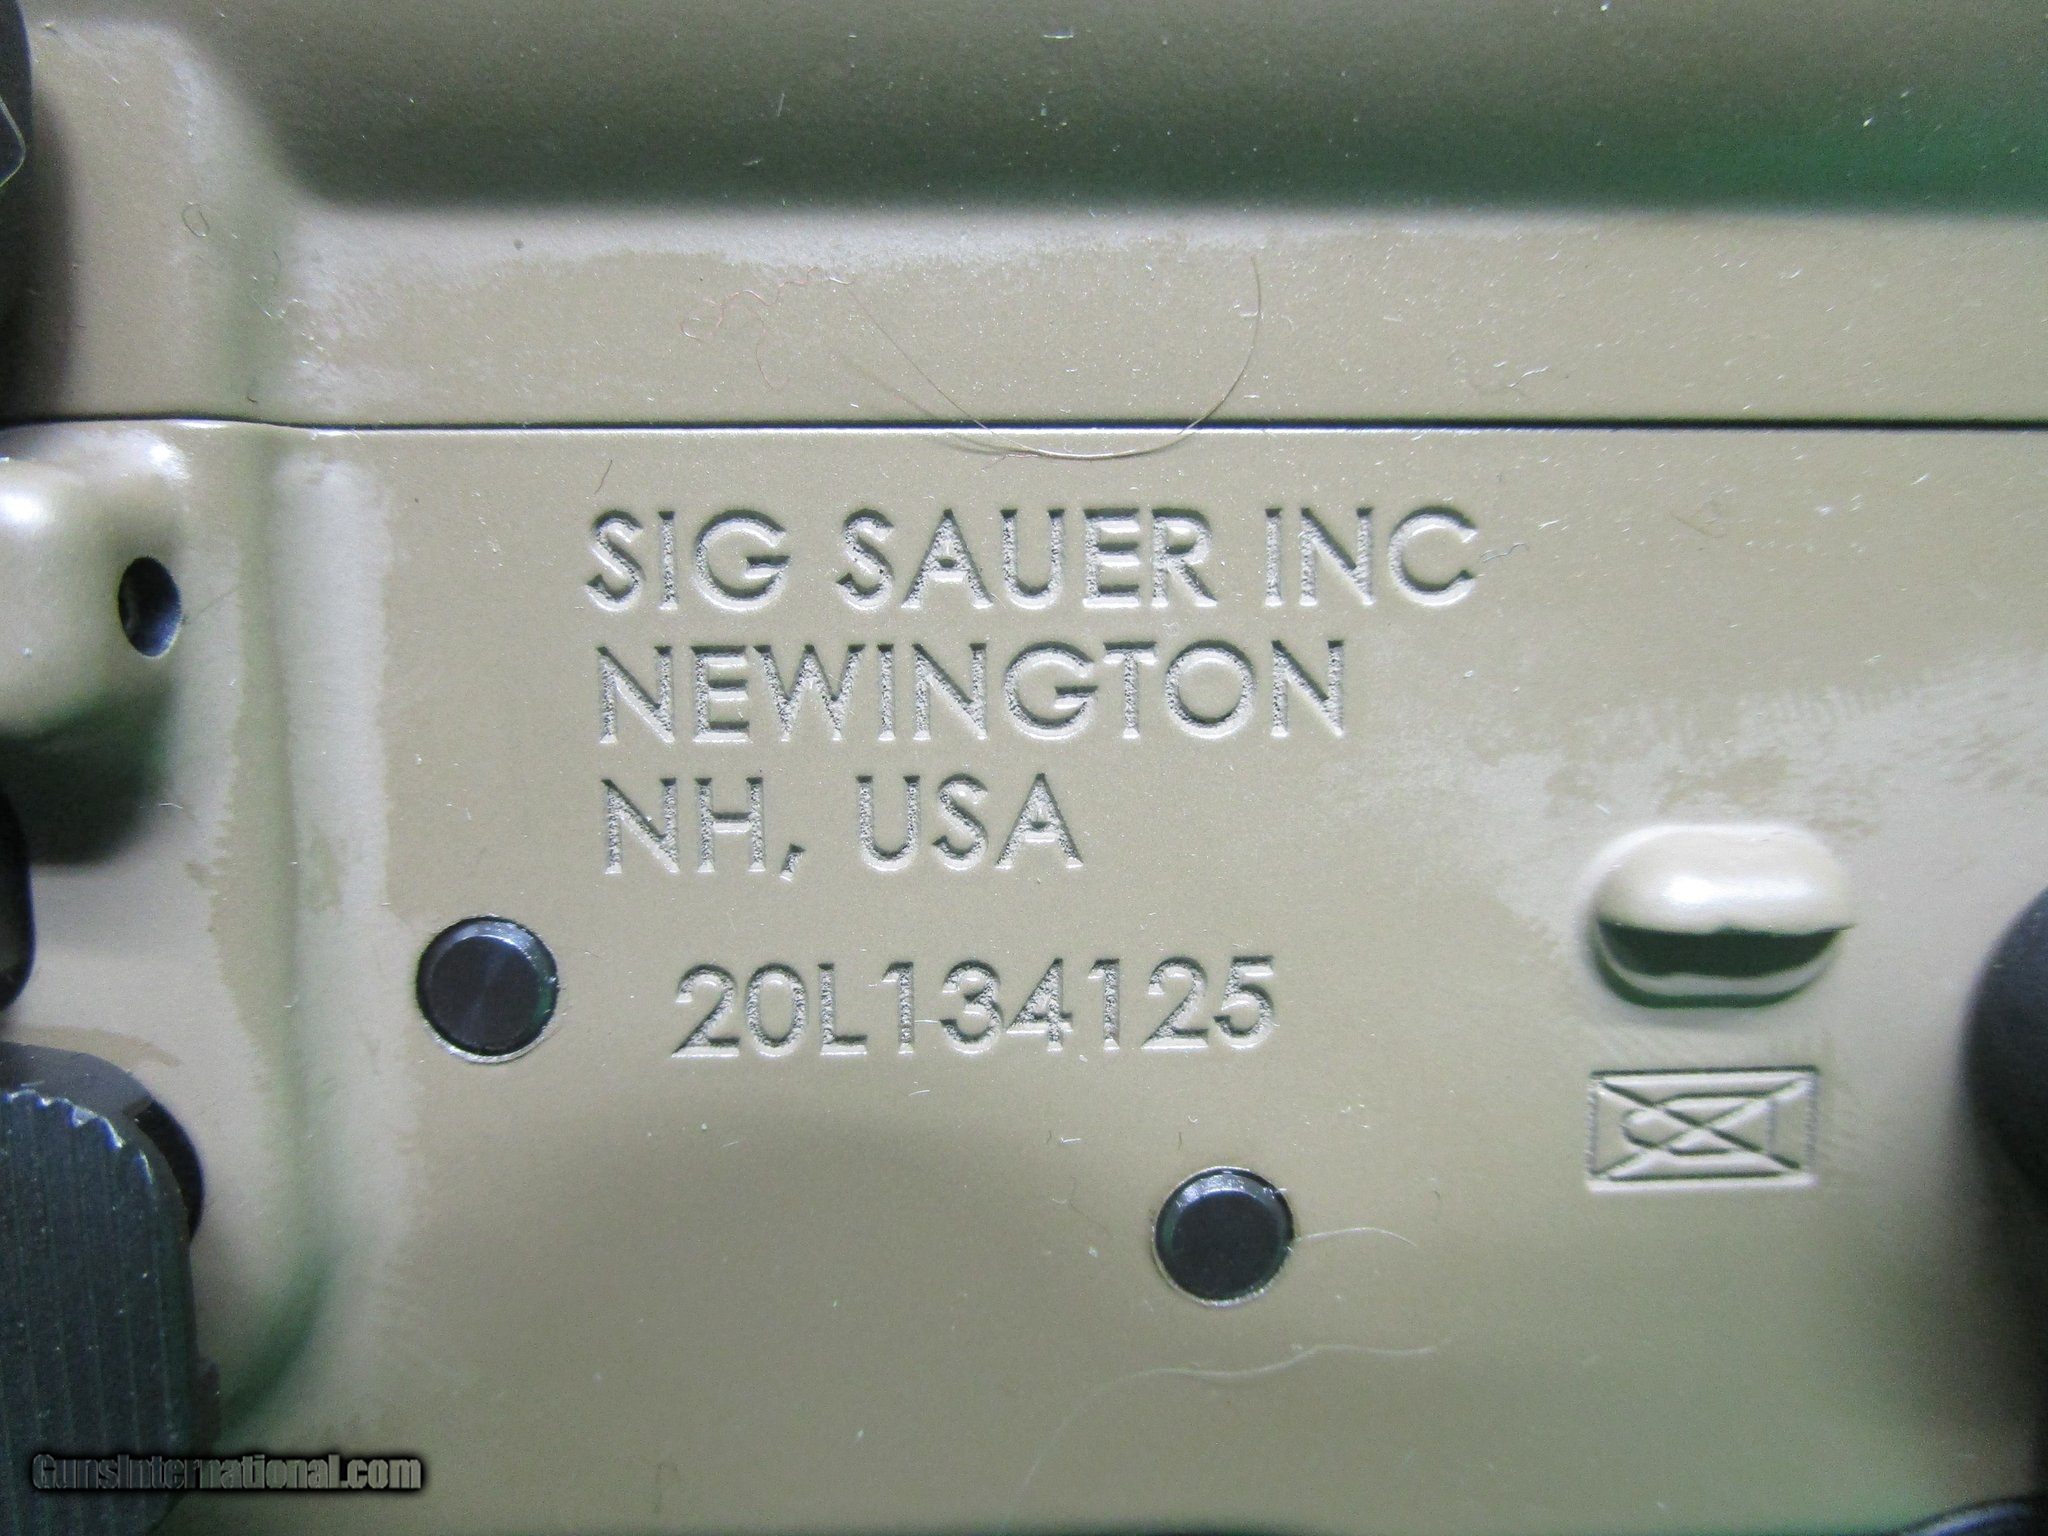 SIG SAUER INC
NEWINGTON
NH, USA
20L134125
GunsInternational.com